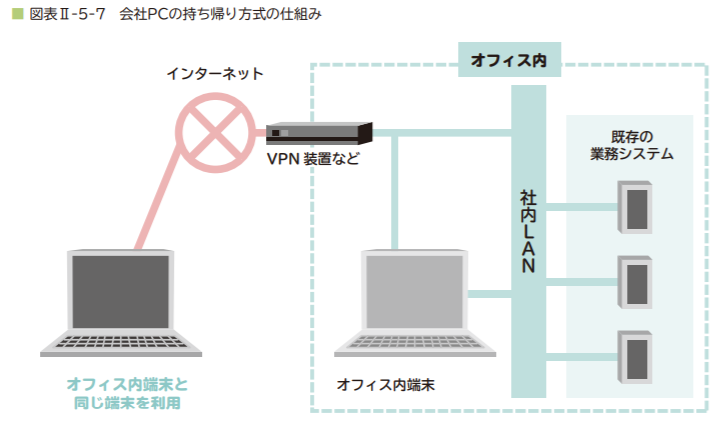 図表Ⅱ-5-7　会社PCの持ち帰り方式の仕組み
オフィス内
インターネット
VPN 装置など
既存の
業務システム
社内LAN
オフィス内端末と
同じ端末を利用
オフィス内端末